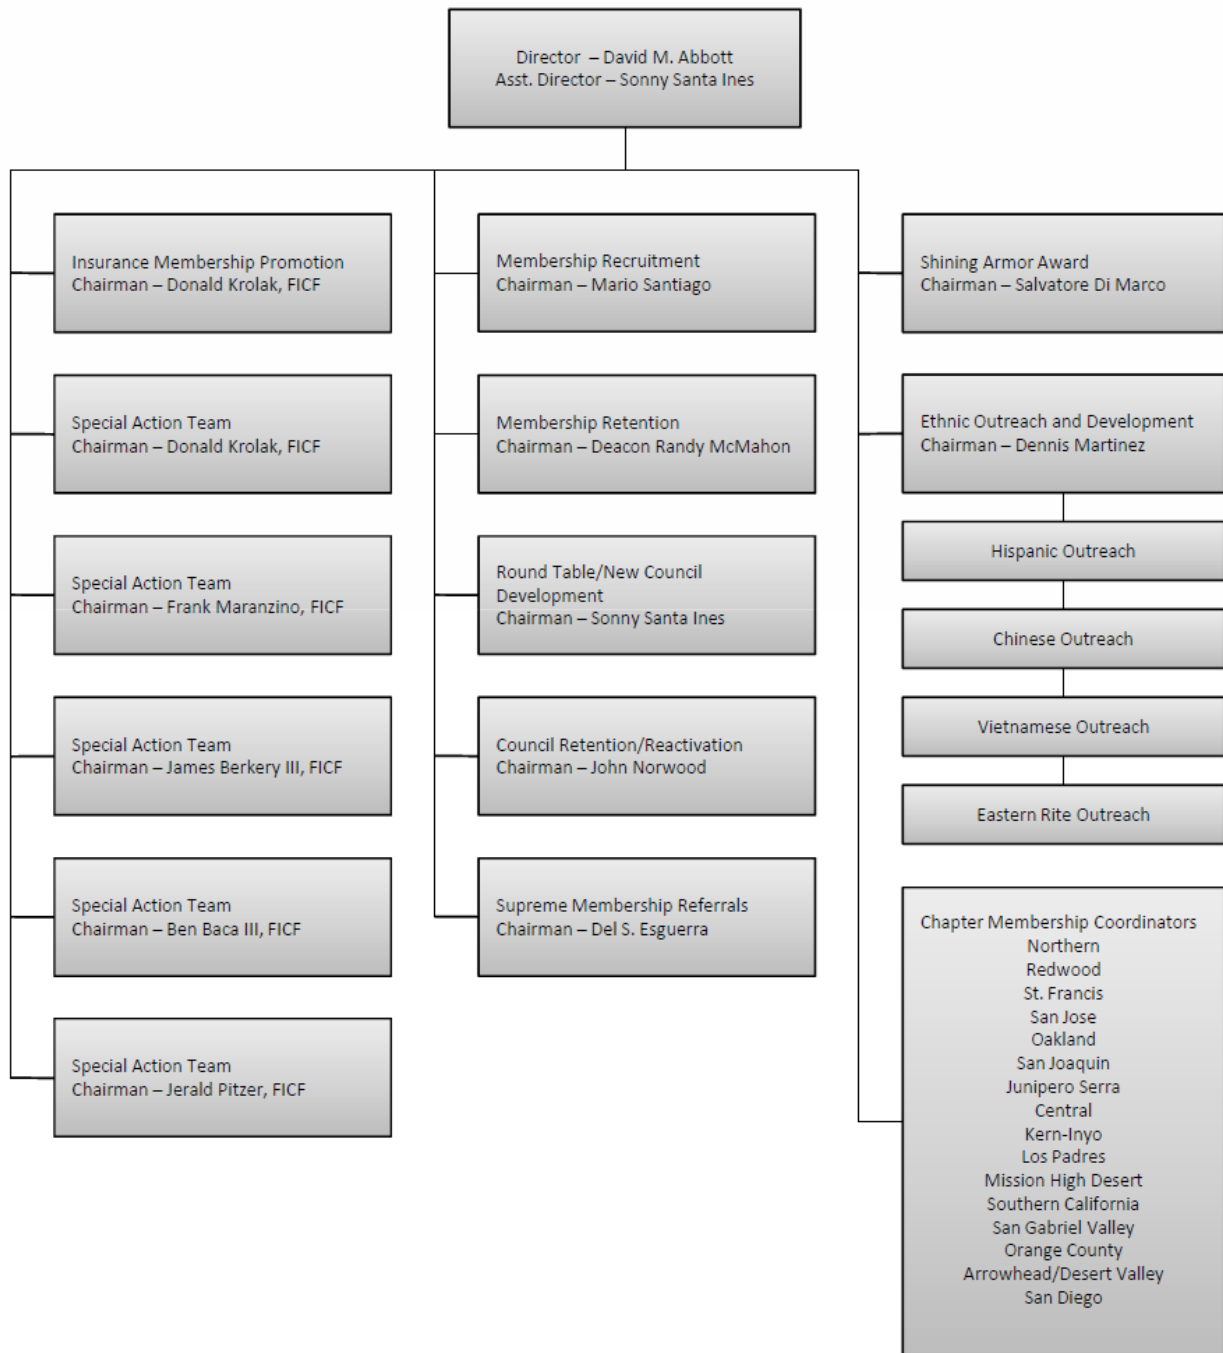 Director – David M. Abbott
Asst. Director – Sonny Santa Ines
Insurance Membership Promotion
Chairman – Donald Krolak, FICF
Special Action Team
Chairman – Donald Krolak, FICF
Special Action Team
Chairman – Frank Maranzino, FICF
Special Action Team
Chairman – James Berkery III, FICF
Special Action Team
Chairman – Ben Baca III, FICF
Special Action Team
Chairman – Jerald Pitzer, FICF
Membership Recruitment
Chairman – Mario Santiago
Membership Retention
Chairman – Deacon Randy McMahon
Round Table/New Council
Development
Chairman – Sonny Santa Ines
Council Retention/Reactivation
Chairman – John Norwood
Supreme Membership Referrals
Chairman – Del S. Esguerra
Shining Armor Award
Chairman – Salvatore Di Marco
Ethnic Outreach and Development
Chairman – Dennis Martinez
Hispanic Outreach
Chinese Outreach
Vietnamese Outreach
Eastern Rite Outreach
Chapter Membership Coordinators
Northern
Redwood
St. Francis
San Jose
Oakland
San Joaquin
Junipero Serra
Central
Kern-Inyo
Los Padres
Mission High Desert
Southern California
San Gabriel Valley
Orange County
Arrowhead/Desert Valley
San Diego